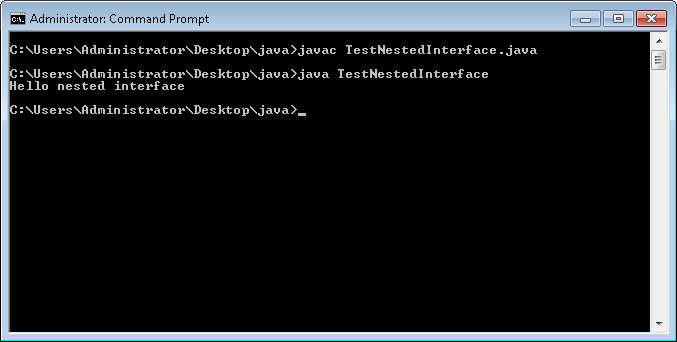 Administrator: Command Prompt
C:\Users\Administrator\Desktop\java>javac TestNestedInterface.java
C:\Users\Administrator\Desktop\java>java TestNestedInterface
Hello nested interface
C:\Users\Administrator\Desktop\java>_